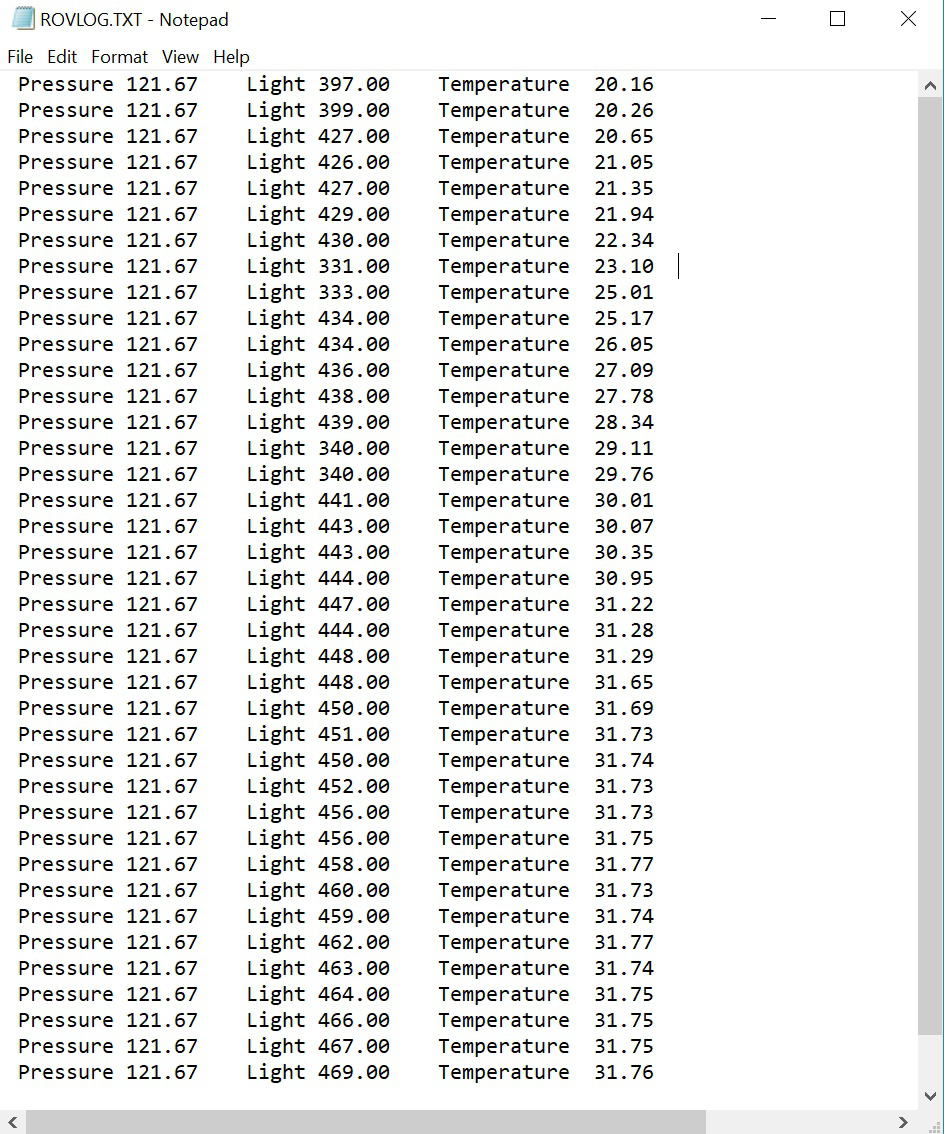 ROVLOG.TXT - Notepad
File Edit Format View Help
Pressure 121.67 Light 397.00 Temperature 20.16
Pressure 121.67 Light 399.00 Temperature 20.26
Pressure 121.67 Light 427.00 Temperature 20.65
Pressure 121.67 Light 426.00 Temperature 21.05
Pressure 121.67 Light 427.00 Temperature 21.35
Pressure 121.67 Light 429.00 Temperature 21.94
Pressure 121.67 Light 430.00 Temperature 22.34
Pressure 121.67 Light 331.00 Temperature 23.10
Pressure 121.67 Light 333.00 Temperature 25.01
Pressure 121.67 Light 434.00 Temperature 25.17
Pressure 121.67 Light 434.00 Temperature 26.05
Pressure 121.67 Light 436.00 Temperature 27.09
Pressure 121.67 Light 438.00 Temperature 27.78
Pressure 121.67 Light 439.00 Temperature 28.34
Pressure 121.67 Light 340.00 Temperature 29.11
Pressure 121.67 Light 340.00 Temperature 29.76
Pressure 121.67 Light 441.00 Temperature 30.01
Pressure 121.67 Light 443.00 Temperature 30.07
Pressure 121.67 Light 443.00 Temperature 30.35
Pressure 121.67 Light 444.00 Temperature 30.95
Pressure 121.67 Light 447.00 Temperature 31.22
Pressure 121.67 Light 444.00 Temperature 31.28
Pressure 121.67 Light 448.00 Temperature 31.29
Pressure 121.67 Light 448.00 Temperature 31.65
Pressure 121.67 Light 450.00 Temperature 31.69
Pressure 121.67 Light 451.00 Temperature 31.73
Pressure 121.67 Light 450.00 Temperature 31.74
Pressure 121.67 Light 452.00 Temperature 31.73
Pressure 121.67 Light 456.00 Temperature 31.73
Pressure 121.67 Light 456.00 Temperature 31.75
Pressure 121.67 Light 458.00 Temperature 31.77
Pressure 121.67 Light 460.00 Temperature 31.73
Pressure 121.67 Light 459.00 Temperature 31.74
Pressure 121.67 Light 462.00 Temperature 31.77
Pressure 121.67 Light 463.00 Temperature 31.74
Pressure 121.67 Light 464.00 Temperature 31.75
Pressure 121.67 Light 466.00 Temperature 31.75
Pressure 121.67 Light 467.00 Temperature 31.75
Pressure 121.67 Light 469.00 Temperature 31.76